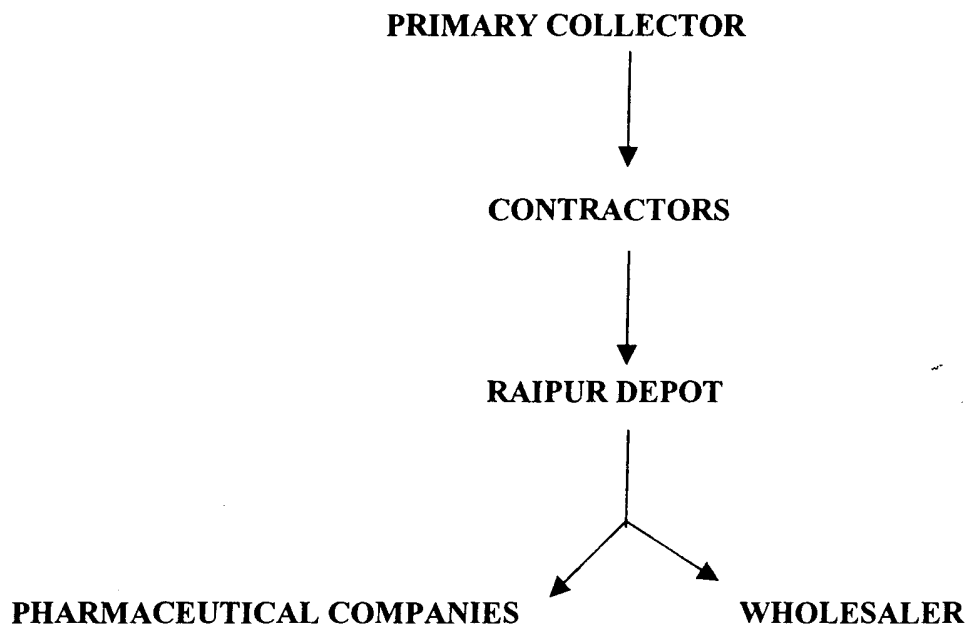 PRIMARY COLLECTOR
CONTRACTORS
RAIPUR DEPOT
PHARMACEUTICAL COMPANIES WHOLESALER